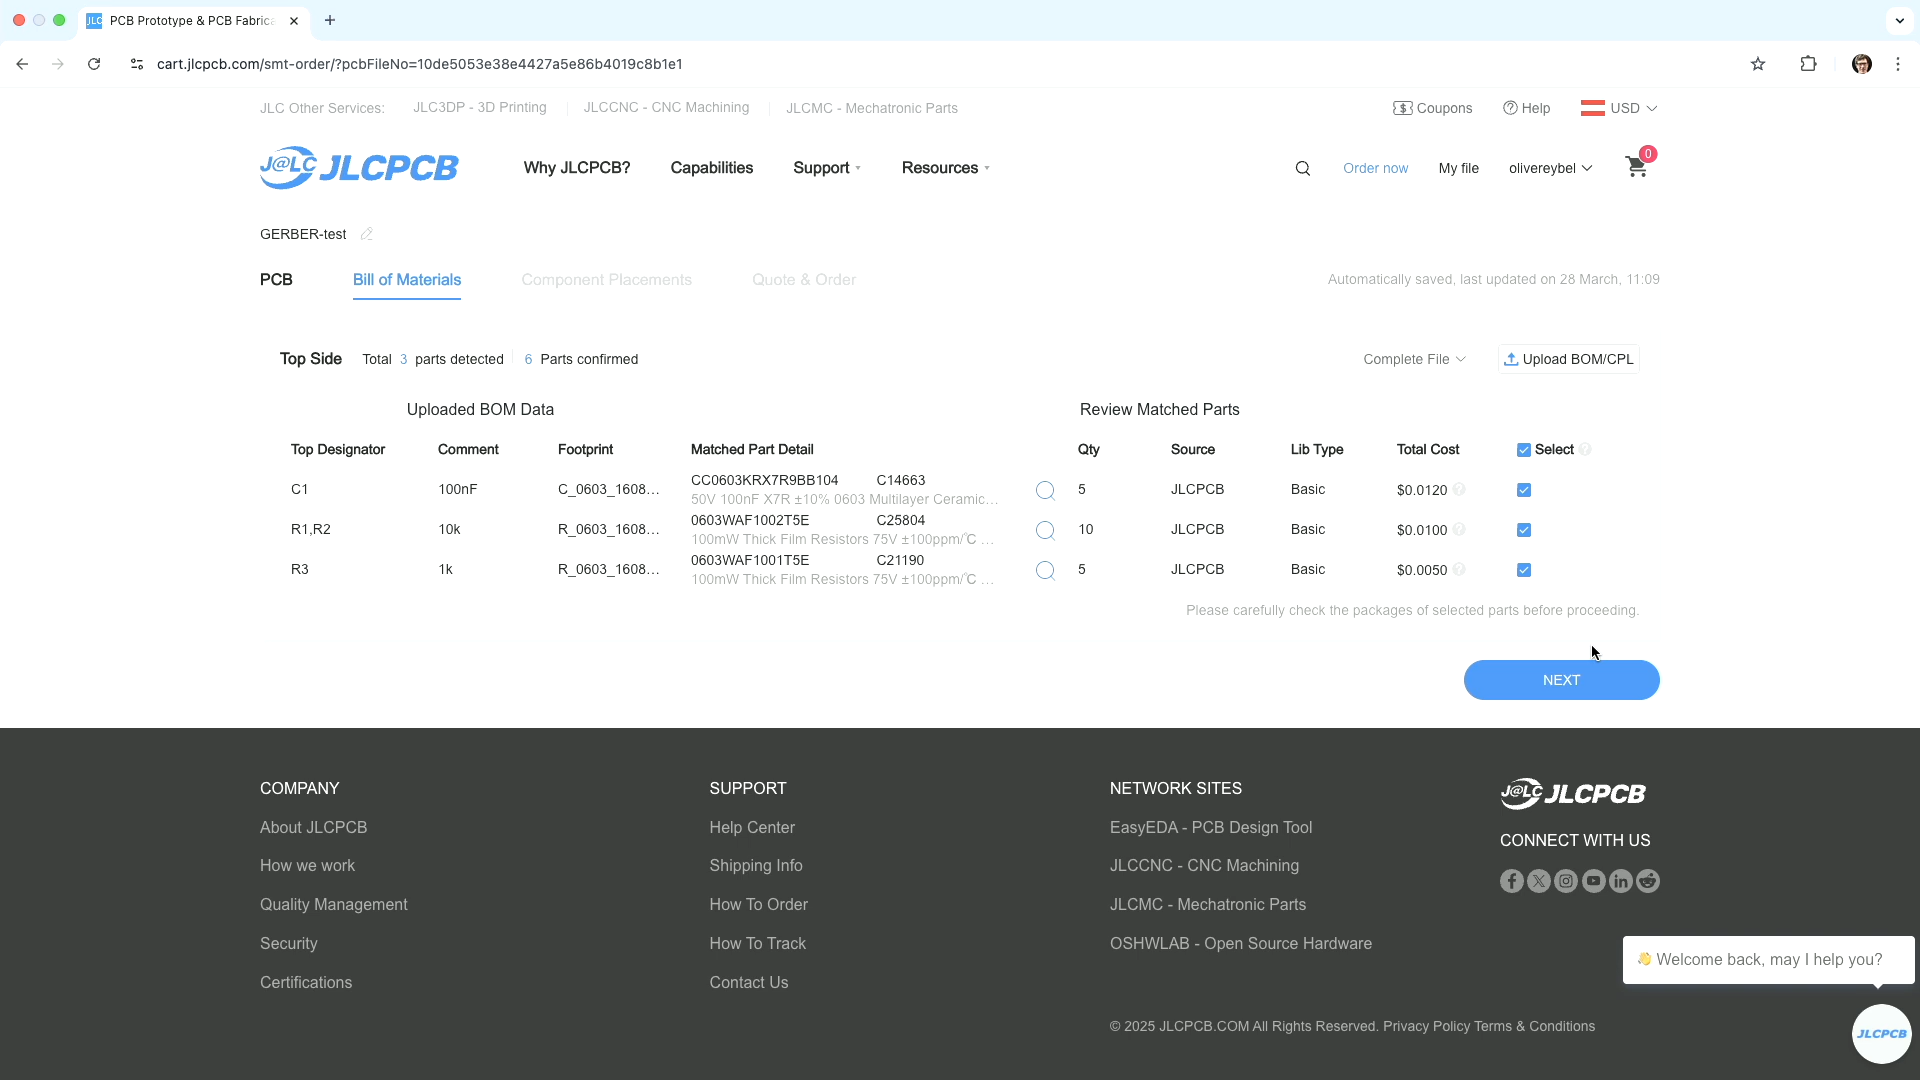 PCB Prototype & PCB Fabrica
cart.jlcpcb.com/smt-order/?pcbFileNo=10de5053e38e4427a5e86b4019c8b1e1
JLC Other Services: JLC3DP - 3D Printing JLCCNC - CNC Machining JLCMC - Mechatronic Parts Coupons Help USD
J@LC JLCPCB Why JLCPCB? Capabilities Support Resources Order now My file olivereybel 0
GERBER-test
PCB Bill of Materials Component Placements Quote & Order Automatically saved, last updated on 28 March, 11:09
Top Side Total 3 parts detected 6 Parts confirmed Complete File Upload BOM/CPL
Uploaded BOM Data Review Matched Parts
Top Designator Comment Footprint Matched Part Detail Qty Source Lib Type Total Cost Select
C1 100nF C_0603_1608... CC0603KRX7R9BB104 C14663 5 JLCPCB Basic $0.0120
50V 100nF X7R ±10% 0603 Multilayer Ceramic...
R1,R2 10k R_0603_1608... 0603WAF1002T5E C25804 10 JLCPCB Basic $0.0100
100mW Thick Film Resistors 75V ±100ppm/℃ ...
R3 1k R_0603_1608... 0603WAF1001T5E C21190 5 JLCPCB Basic $0.0050
100mW Thick Film Resistors 75V ±100ppm/℃ ...
Please carefully check the packages of selected parts before proceeding.
NEXT
COMPANY
About JLCPCB
How we work
Quality Management
Security
Certifications
SUPPORT
Help Center
Shipping Info
How To Order
How To Track
Contact Us
NETWORK SITES
EasyEDA - PCB Design Tool
JLCCNC - CNC Machining
JLCMC - Mechatronic Parts
OSHWLAB - Open Source Hardware
J@LC JLCPCB
CONNECT WITH US
👋 Welcome back, may I help you?
© 2025 JLCPCB.COM All Rights Reserved. Privacy Policy Terms & Conditions
JLCPCB